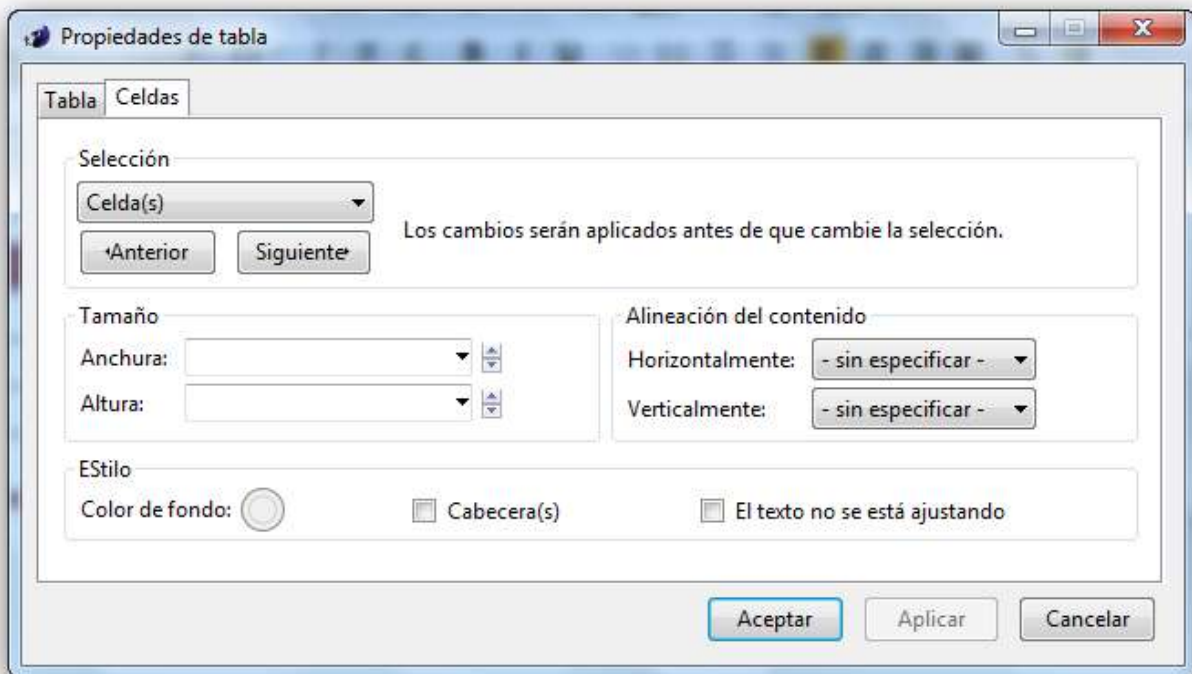 Propiedades de tabla
Tabla
Celdas
Selección
Celda(s)
Anterior
Siguiente
Los cambios serán aplicados antes de que cambie la selección.
Tamaño
Anchura:
Altura:
Alineación del contenido
Horizontalmente: - sin especificar -
Verticalmente: - sin especificar -
EStilo
Color de fondo:
Cabecera(s)
El texto no se está ajustando
Aceptar
Aplicar
Cancelar